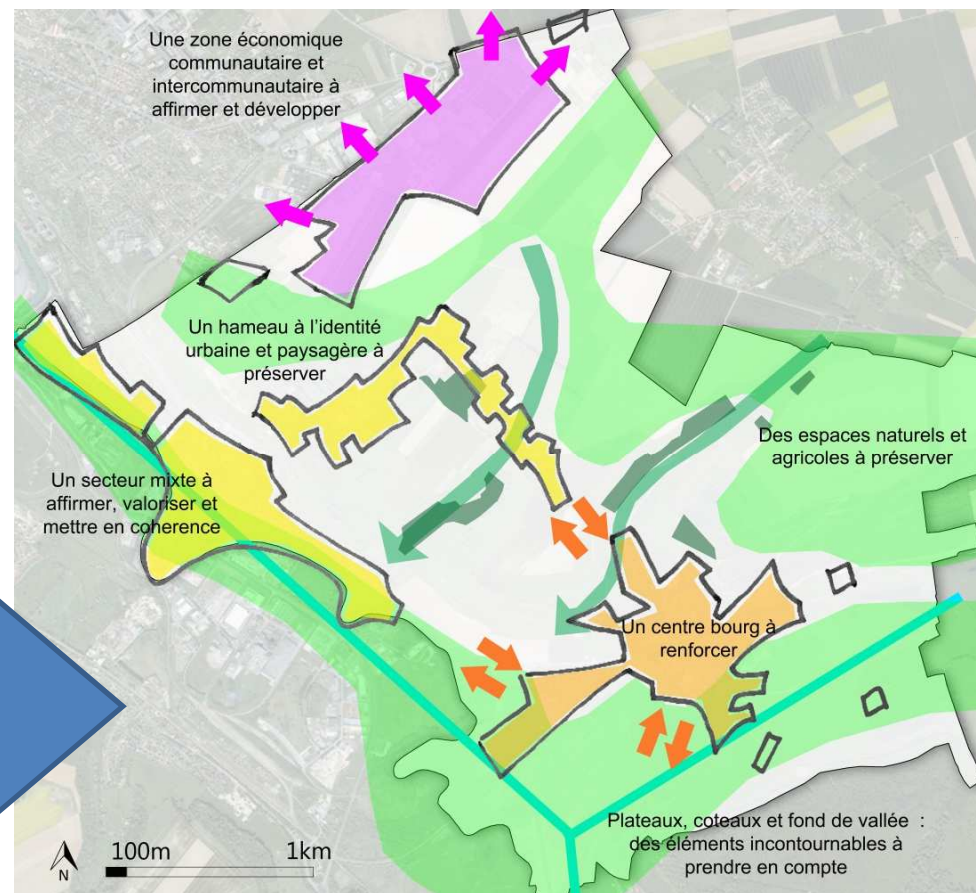 Une zone économique
communautaire et
intercommunautaire à
affirmer et développer
Un hameau à l'identité
urbaine et paysagère à
préserver
Des espaces naturels et
agricoles à préserver
Un secteur mixte à
affirmer, valoriser et
mettre en coherence
Un centre bourg à
renforcer
Plateaux, coteaux et fond de vallée :
des éléments incontournables à
prendre en compte
N
100m 1km